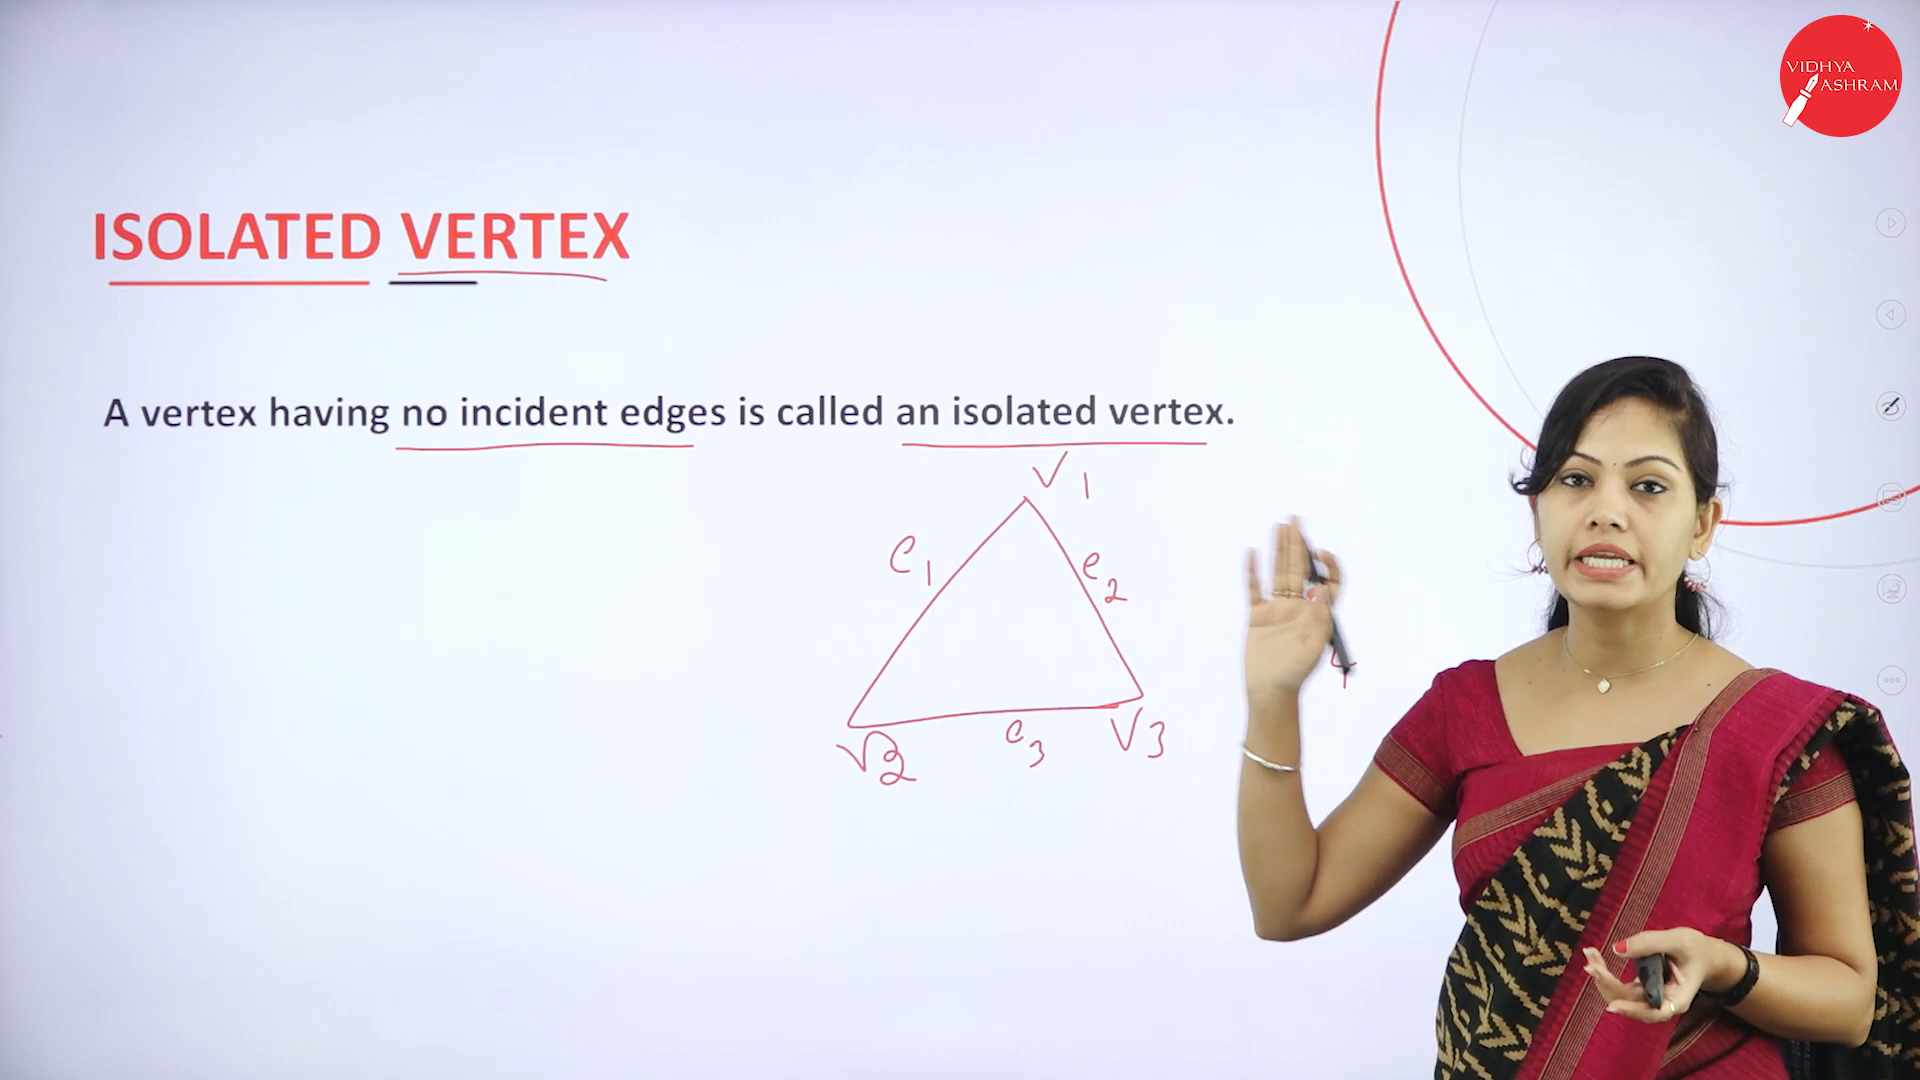 VIDHYA
ASHRAM
ISOLATED VERTEX
A vertex having no incident edges is called an isolated vertex.
V1
e1
e2
4
V2
e3
V3